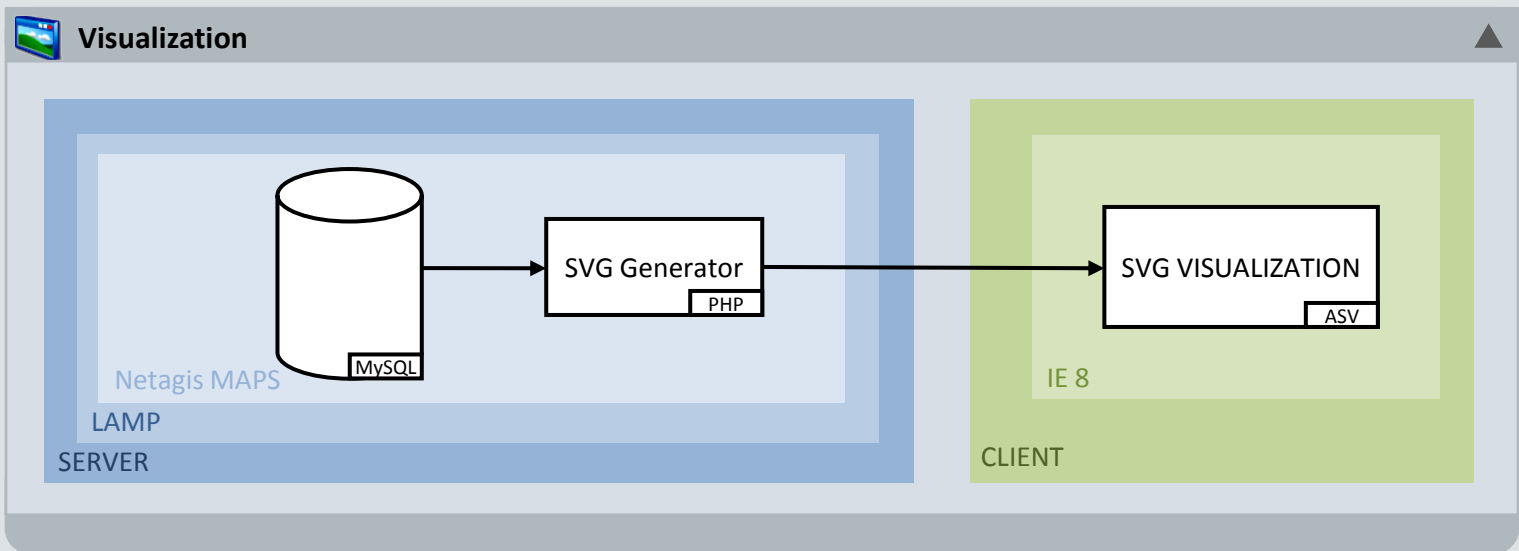 Visualization
SVG Generator
PHP
MySQL
Netagis MAPS
LAMP
SERVER
SVG VISUALIZATION
ASV
IE 8
CLIENT